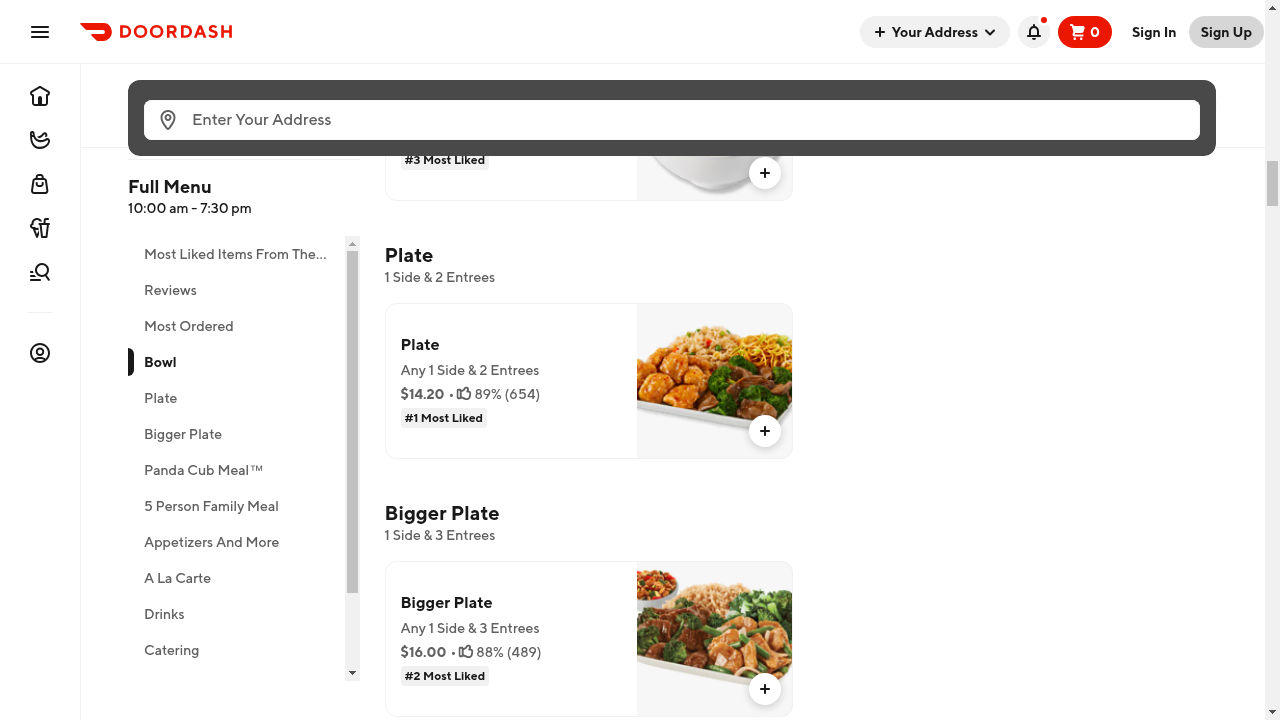 DOORDASH
Your Address
0
Sign In
Sign Up
Enter Your Address
#3 Most Liked
Full Menu
10:00 am - 7:30 pm
Most Liked Items From The...
Reviews
Most Ordered
Bowl
Plate
Bigger Plate
Panda Cub Meal™
5 Person Family Meal
Appetizers And More
A La Carte
Drinks
Catering
Plate
1 Side & 2 Entrees
Plate
Any 1 Side & 2 Entrees
$14.20 • 89% (654)
#1 Most Liked
Bigger Plate
1 Side & 3 Entrees
Bigger Plate
Any 1 Side & 3 Entrees
$16.00 • 88% (489)
#2 Most Liked